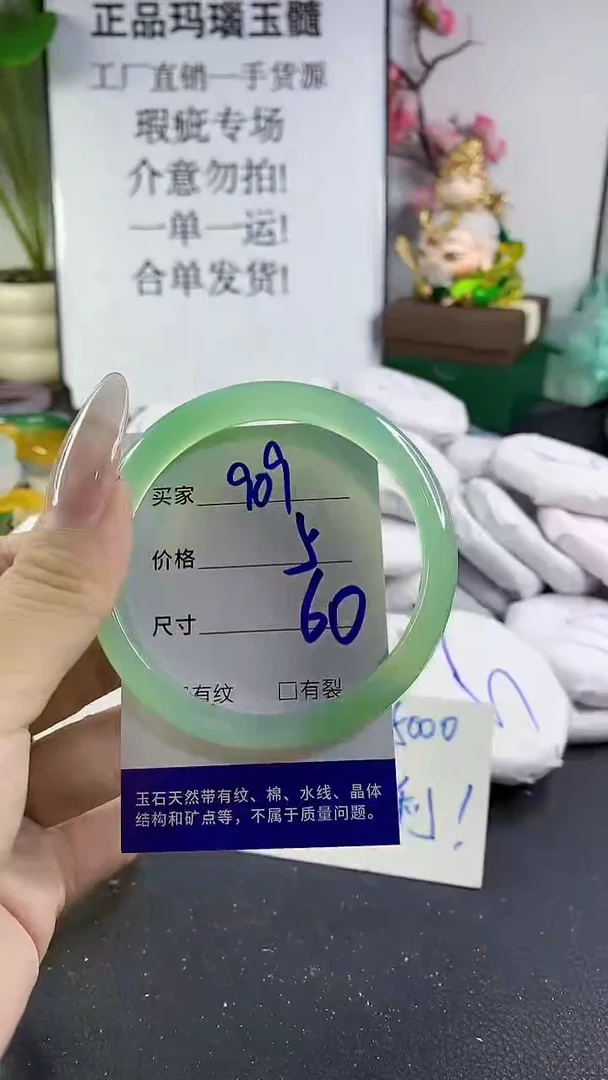 正品玛瑙玉髓
工厂直销一手货源
瑕疵专场
介意勿拍!
一单一运!
合单发货!
买家 909
价格 5
尺寸 60
有纹 □有裂
5000
利!
玉石天然带有纹、棉、水线、晶体
结构和矿点等，不属于质量问题。